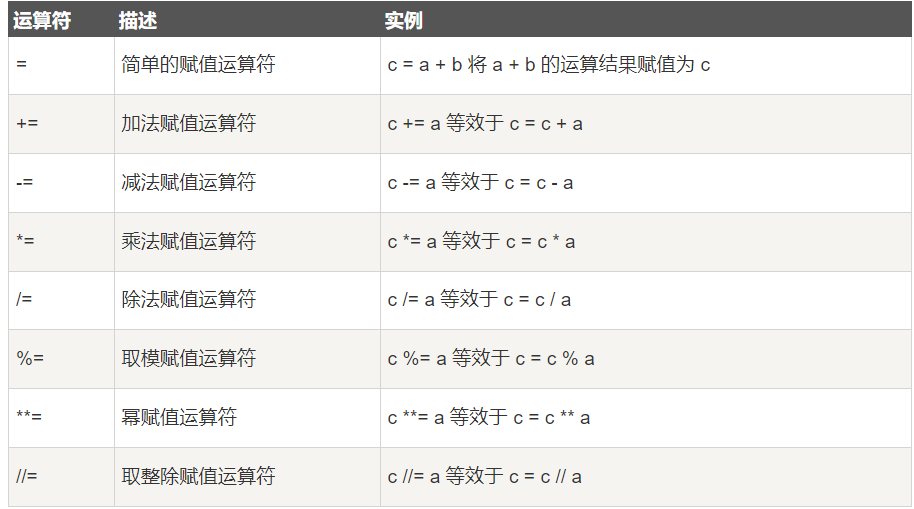 运算符 描述 实例
= 简单的赋值运算符 c = a + b 将 a + b 的运算结果赋值为 c
+= 加法赋值运算符 c += a 等效于 c = c + a
-= 减法赋值运算符 c -= a 等效于 c = c - a
*= 乘法赋值运算符 c *= a 等效于 c = c * a
/= 除法赋值运算符 c /= a 等效于 c = c / a
%= 取模赋值运算符 c %= a 等效于 c = c % a
**= 幂赋值运算符 c **= a 等效于 c = c ** a
//= 取整除赋值运算符 c //= a 等效于 c = c // a